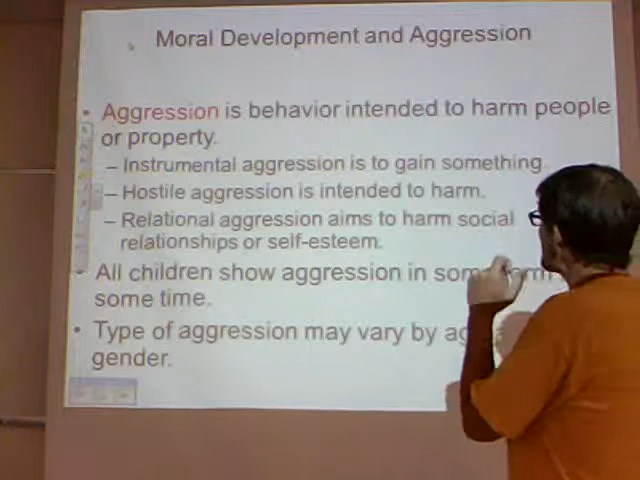 Moral Development and Aggression
• Aggression is behavior intended to harm people
or property.
– Instrumental aggression is to gain something.
– Hostile aggression is intended to harm.
– Relational aggression aims to harm social
relationships or self-esteem.
• All children show aggression in some form
some time.
• Type of aggression may vary by
gender.